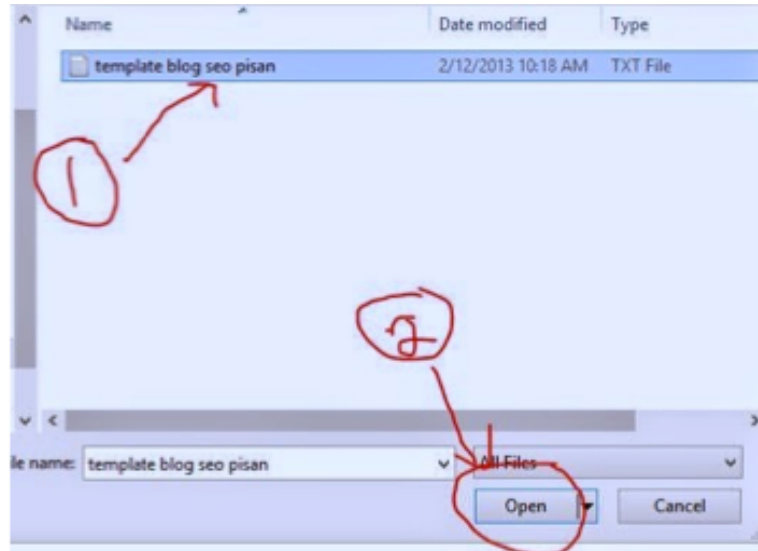 Name Date modified Type
template blog seo pisan 2/12/2013 10:18 AM TXT File
1
2
le name: template blog seo pisan All Files
Open Cancel